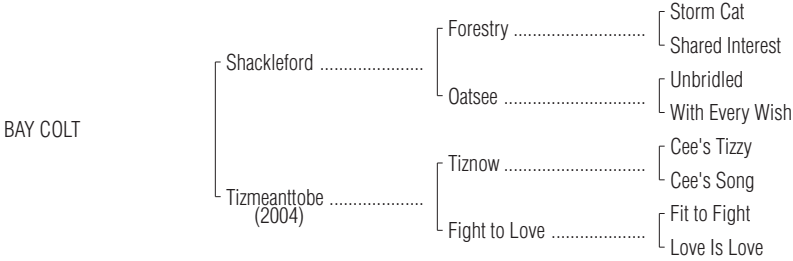 Storm Cat
Forestry ............................
Shared Interest
Shackleford ......................
Unbridled
Oatsee ..............................
With Every Wish
BAY COLT
Cee's Tizzy
Tiznow ..............................
Cee's Song
Tizmeanttobe ....................
(2004)
Fit to Fight
Fight to Love ....................
Love Is Love